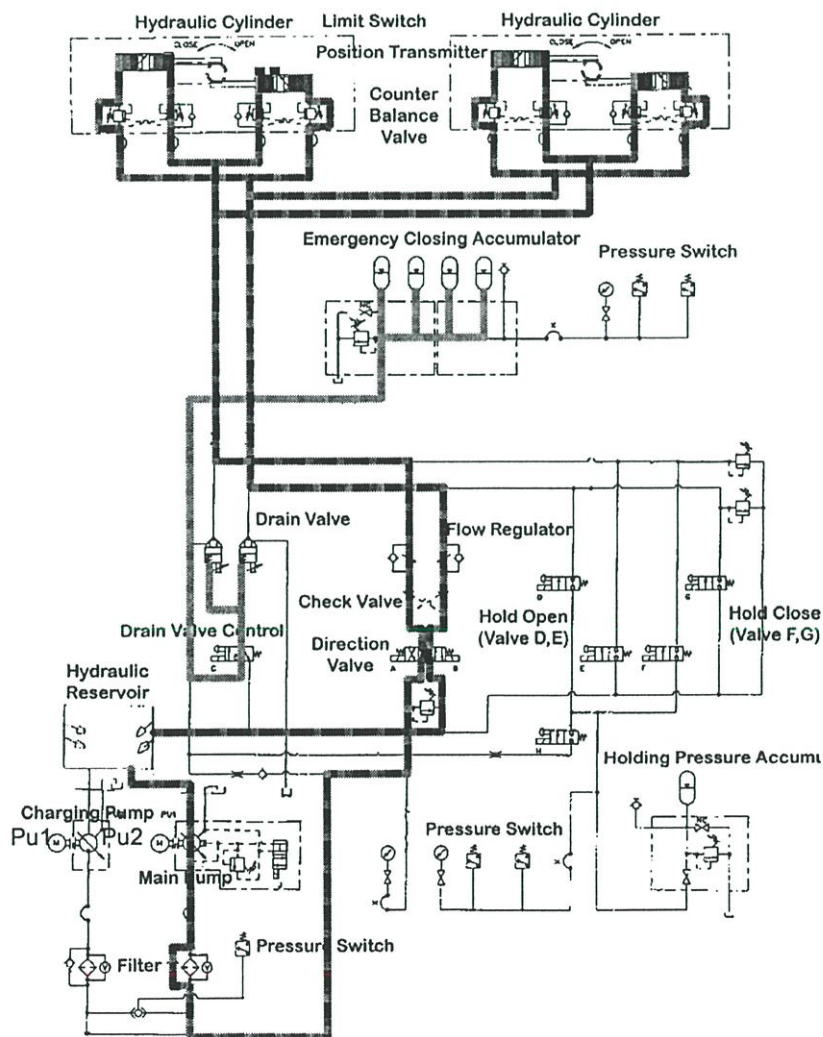 Hydraulic Cylinder
Limit Switch
Hydraulic Cylinder
CLOSE
OPEN
Position Transmitter
CLOSE
OPEN
Counter
Balance
Valve
Emergency Closing Accumulator
Pressure Switch
Drain Valve
Flow Regulator
D
G
Check Valve
Hold Open
(Valve D,E)
Hold Close
(Valve F,G)
Drain Valve Control
C
Direction
Valve
A
B
E
F
Hydraulic
Reservoir
H
Holding Pressure Accumu
Charging Pump
PU1
Pu1
M
Pu2
M
Main Pump
Pressure Switch
Pressure Switch
Filter